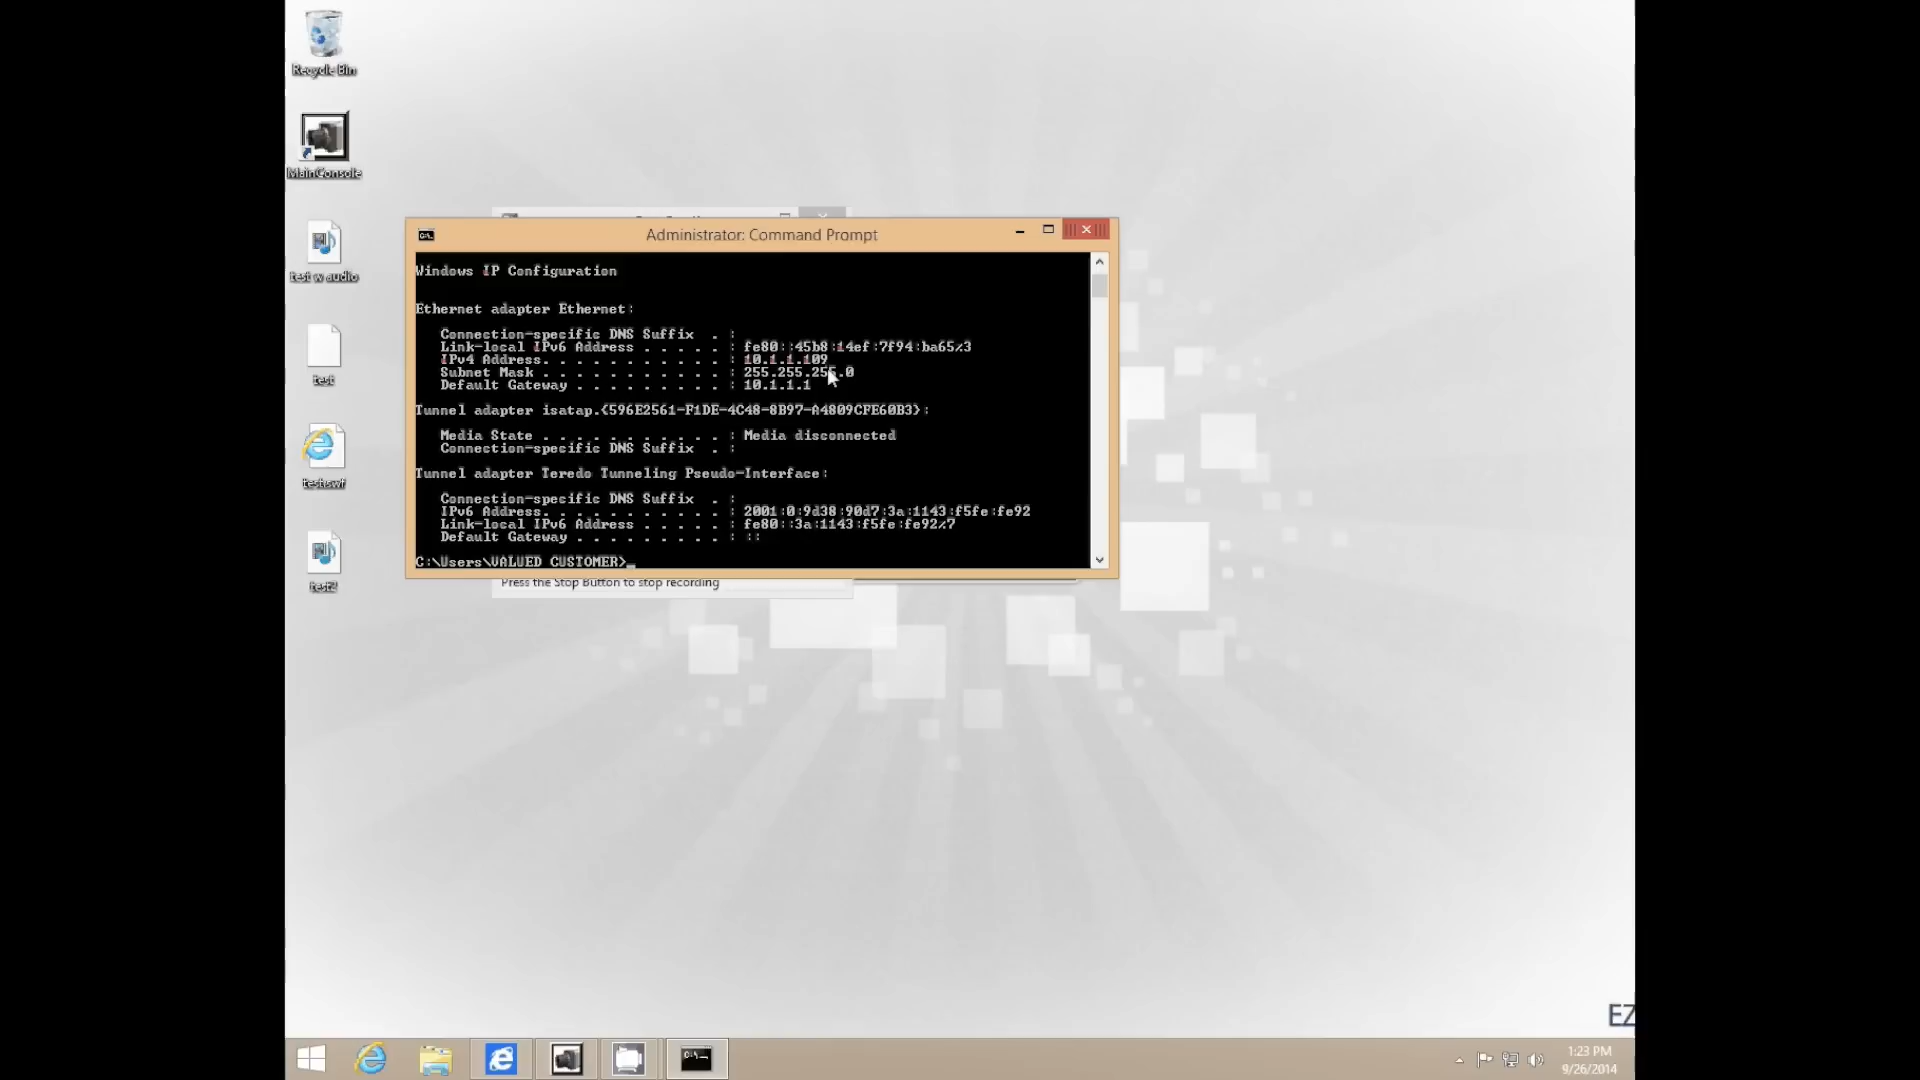 Recycle Bin
MainConsole
test w audio
test
test.swf
test2
Administrator: Command Prompt
Windows IP Configuration
Ethernet adapter Ethernet:
Connection-specific DNS Suffix . :
Link-local IPv6 Address . . . . . : fe80::45b8:14ef:7f94:ba65%3
IPv4 Address. . . . . . . . . . . : 10.1.1.109
Subnet Mask . . . . . . . . . . . : 255.255.255.0
Default Gateway . . . . . . . . . : 10.1.1.1
Tunnel adapter isatap.{596E2561-F1DE-4C48-8B97-A4809CFE60B3}:
Media State . . . . . . . . . . . : Media disconnected
Connection-specific DNS Suffix . :
Tunnel adapter Teredo Tunneling Pseudo-Interface:
Connection-specific DNS Suffix . :
IPv6 Address. . . . . . . . . . . : 2001:0:9d38:90d7:3a:1143:f5fe:fe92
Link-local IPv6 Address . . . . . : fe80::3a:1143:f5fe:fe92%7
Default Gateway . . . . . . . . . : ::
C:\Users\VALUED CUSTOMER>_
Press the Stop Button to stop recording
EZ
1:23 PM
9/26/2014